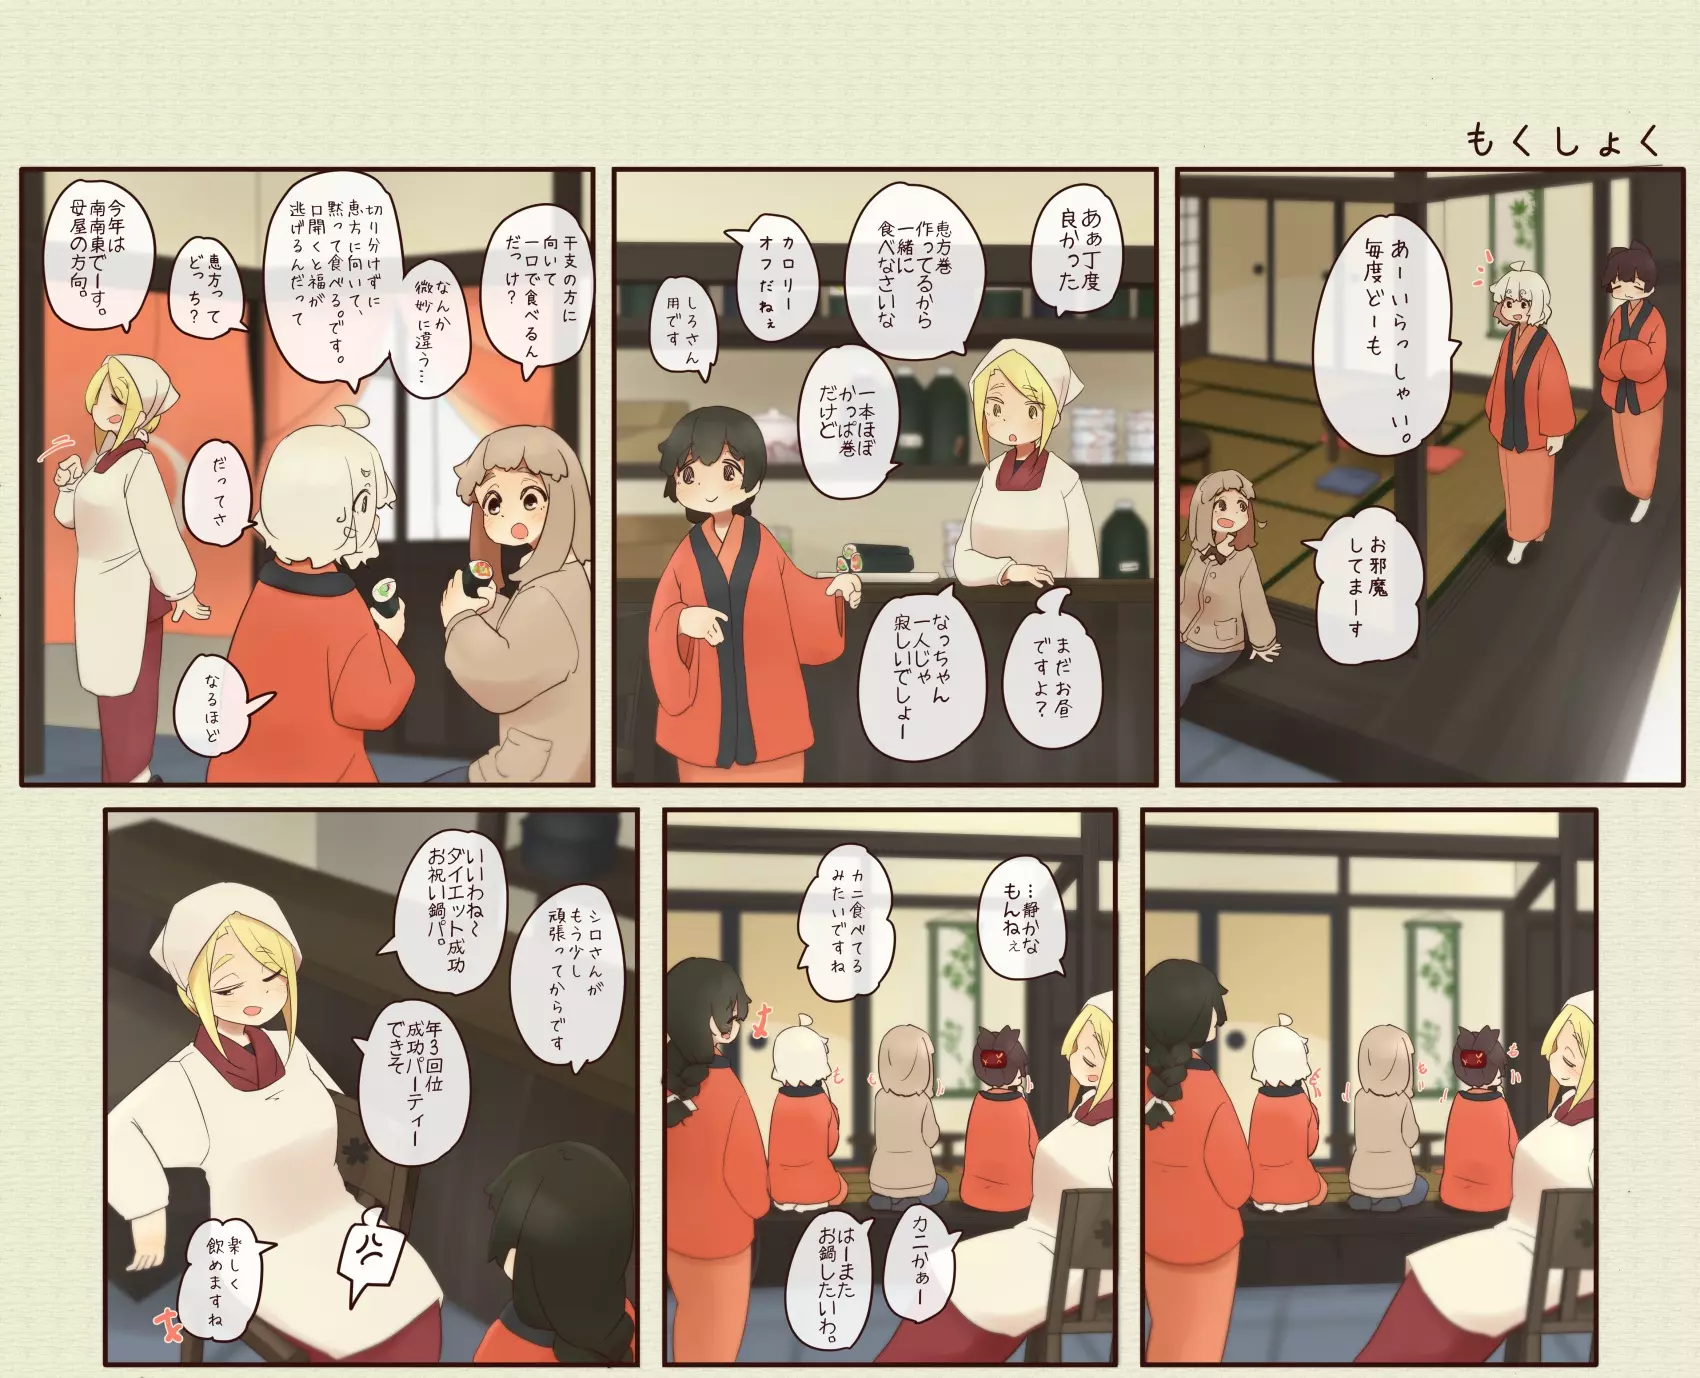 もくしょく
あーいらっしゃい。
毎度どーも
お邪魔
してまーす
あぁ丁度
良かった
恵方巻
作ってるから
一緒に
食べなさいな
カロリー
オフだねぇ
しろさん
用です
一本ほぼ
かっぱ巻
だけど
まだお昼
ですよ?
なっちゃん
一人じゃ
寂しいでしょー
干支の方に
向いて
一口で食べるん
だっけ?
なんか
微妙に違う…
切り分けずに
恵方に向いて、
黙って食べる。です。
口開くと福が
逃げるんだって
恵方って
どっち?
今年は
南南東でーす。
母屋の方向。
だってさ
なるほど
…静かな
もんねぇ
カニ食べてる
みたいですね
カニかぁー
はーまた
お鍋したいわ。
シロさんが
もう少し
頑張ってからです
いいわね~
ダイエット成功
お祝い鍋パ。
年3回位
成功パーティー
できそ
楽しく
飲めますね